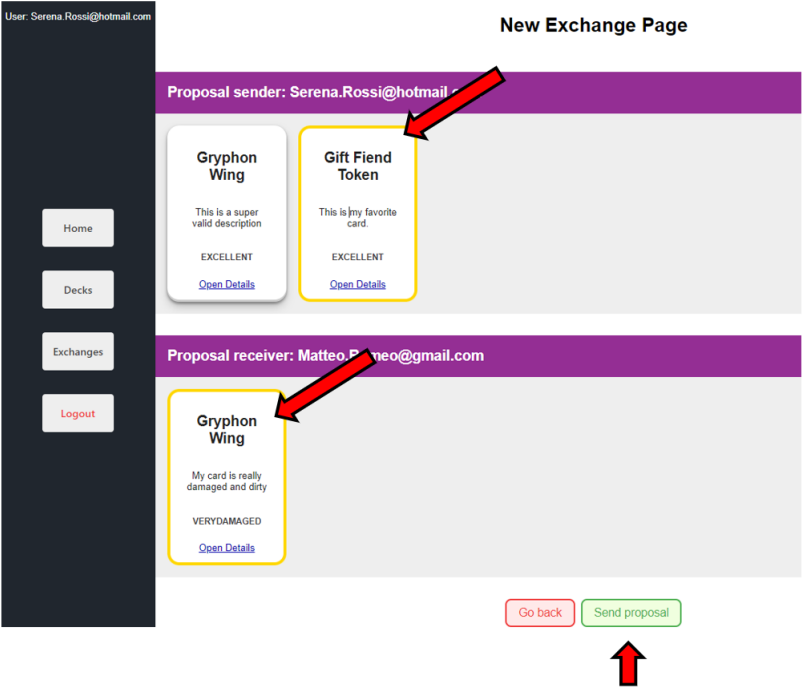 User: Serena.Rossi@hotmail.com
New Exchange Page
Proposal sender: Serena.Rossi@hotmail.c
Gryphon
Wing
This is a super
valid description
EXCELLENT
Open Details
Gift Fiend
Token
This is my favorite
card.
EXCELLENT
Open Details
Home
Decks
Exchanges
Logout
Proposal receiver: Matteo.R meo@gmail.com
Gryphon
Wing
My card is really
damaged and dirty
VERYDAMAGED
Open Details
Go back
Send proposal